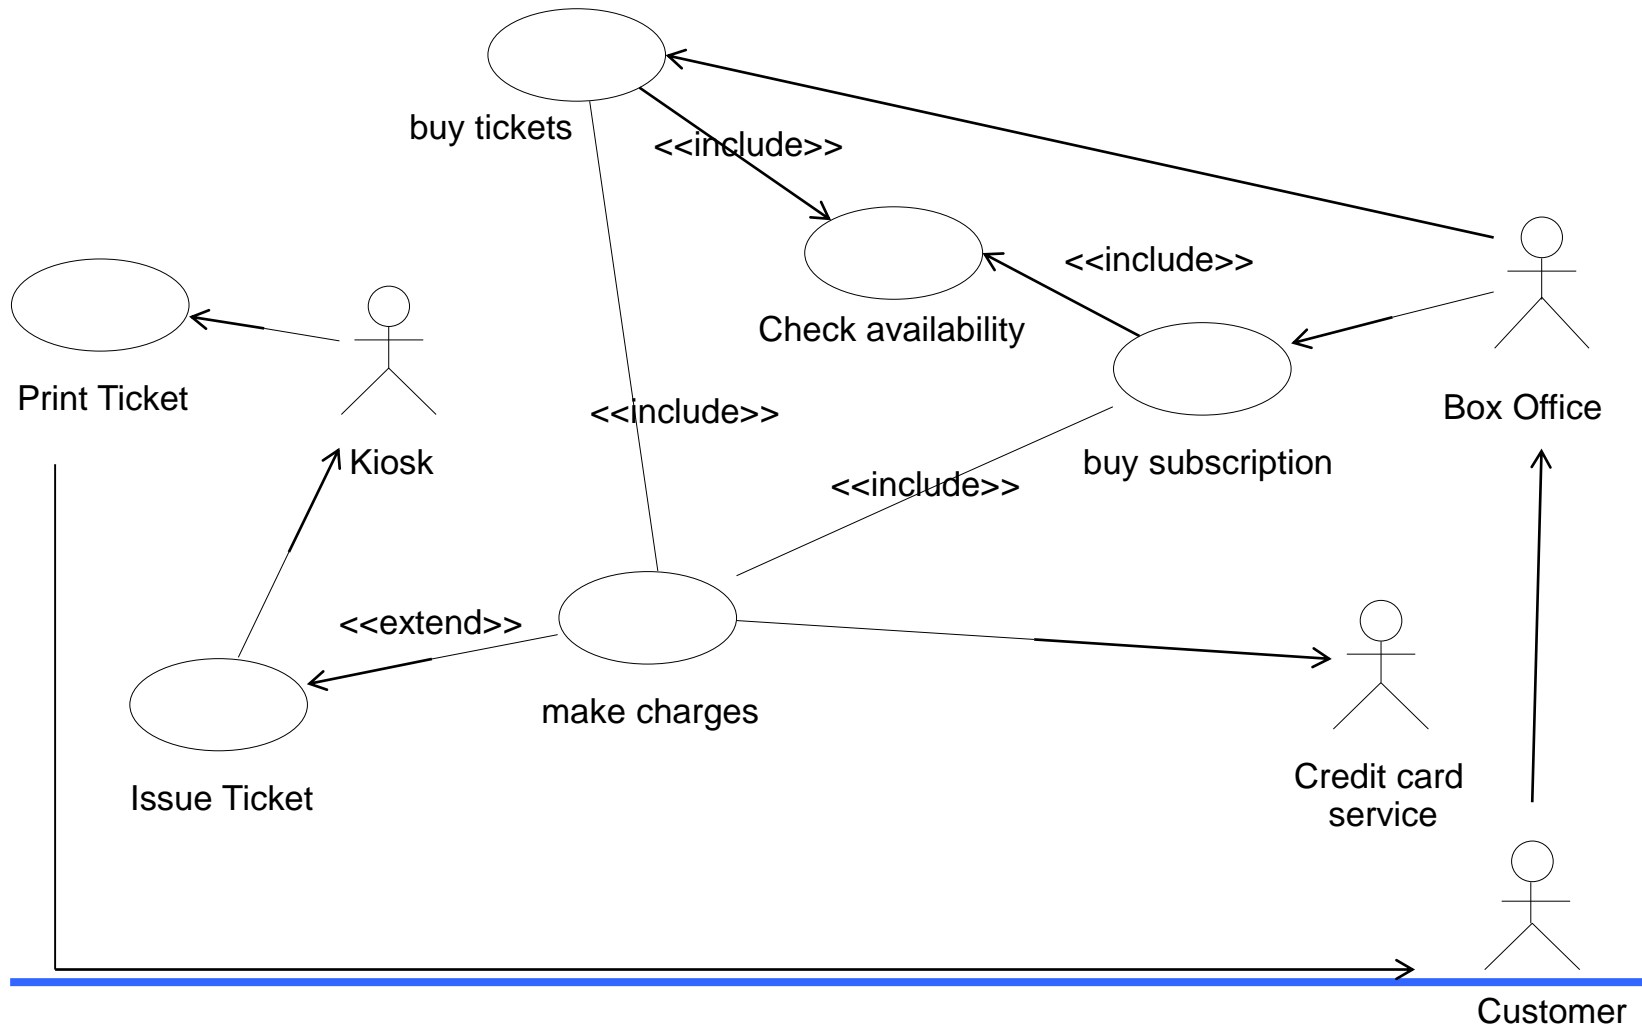 buy tickets
<<include>>
<<include>>
Check availability
Print Ticket
Box Office
<<include>>
Kiosk
buy subscription
<<include>>
<<extend>>
make charges
Credit card
service
Issue Ticket
Customer